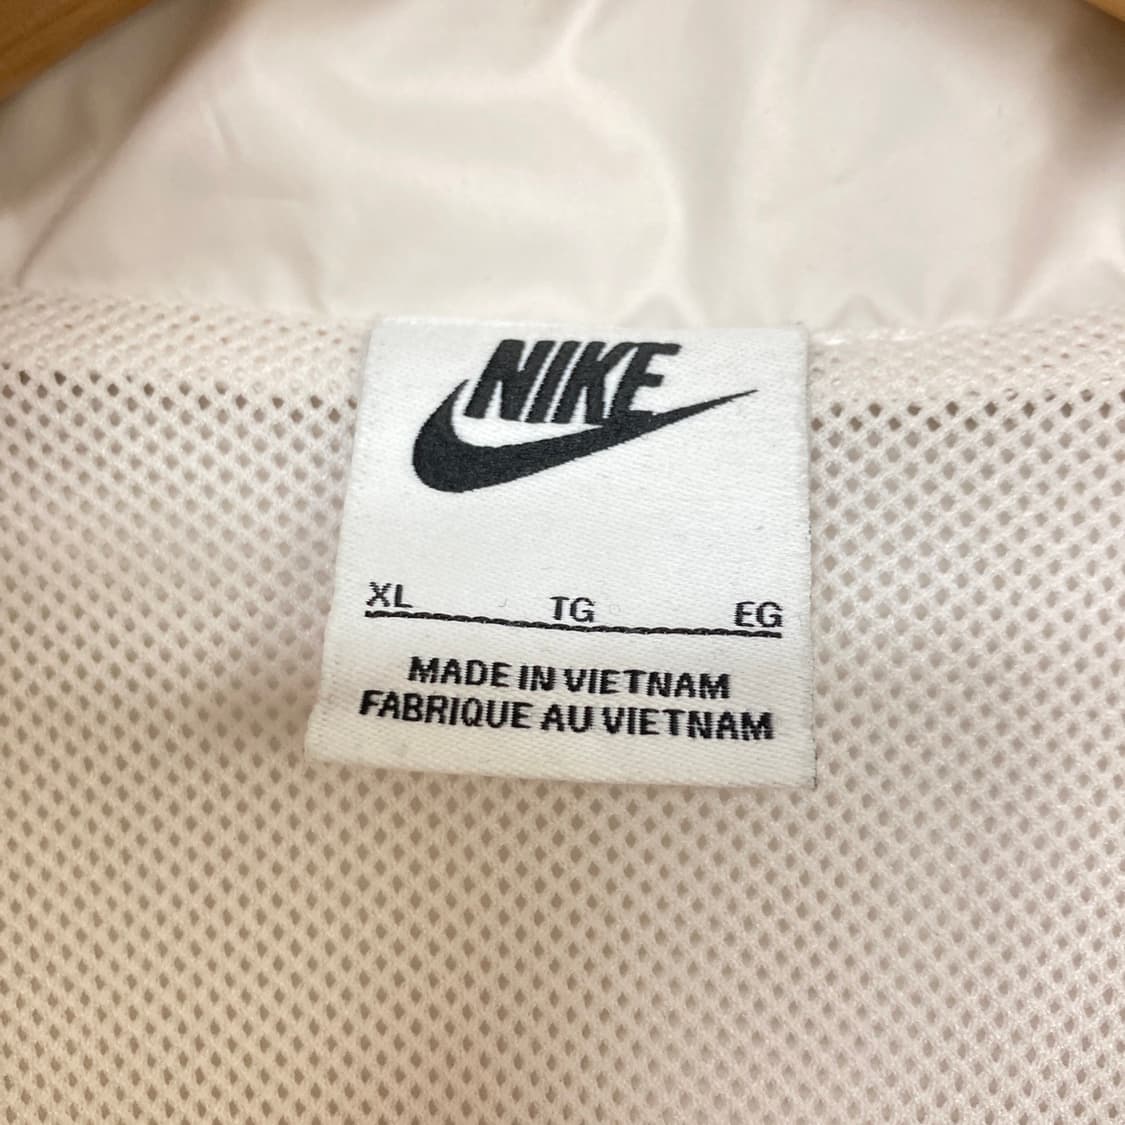 NIKE
XL TG EG
MADE IN VIETNAM
FABRIQUE AU VIETNAM